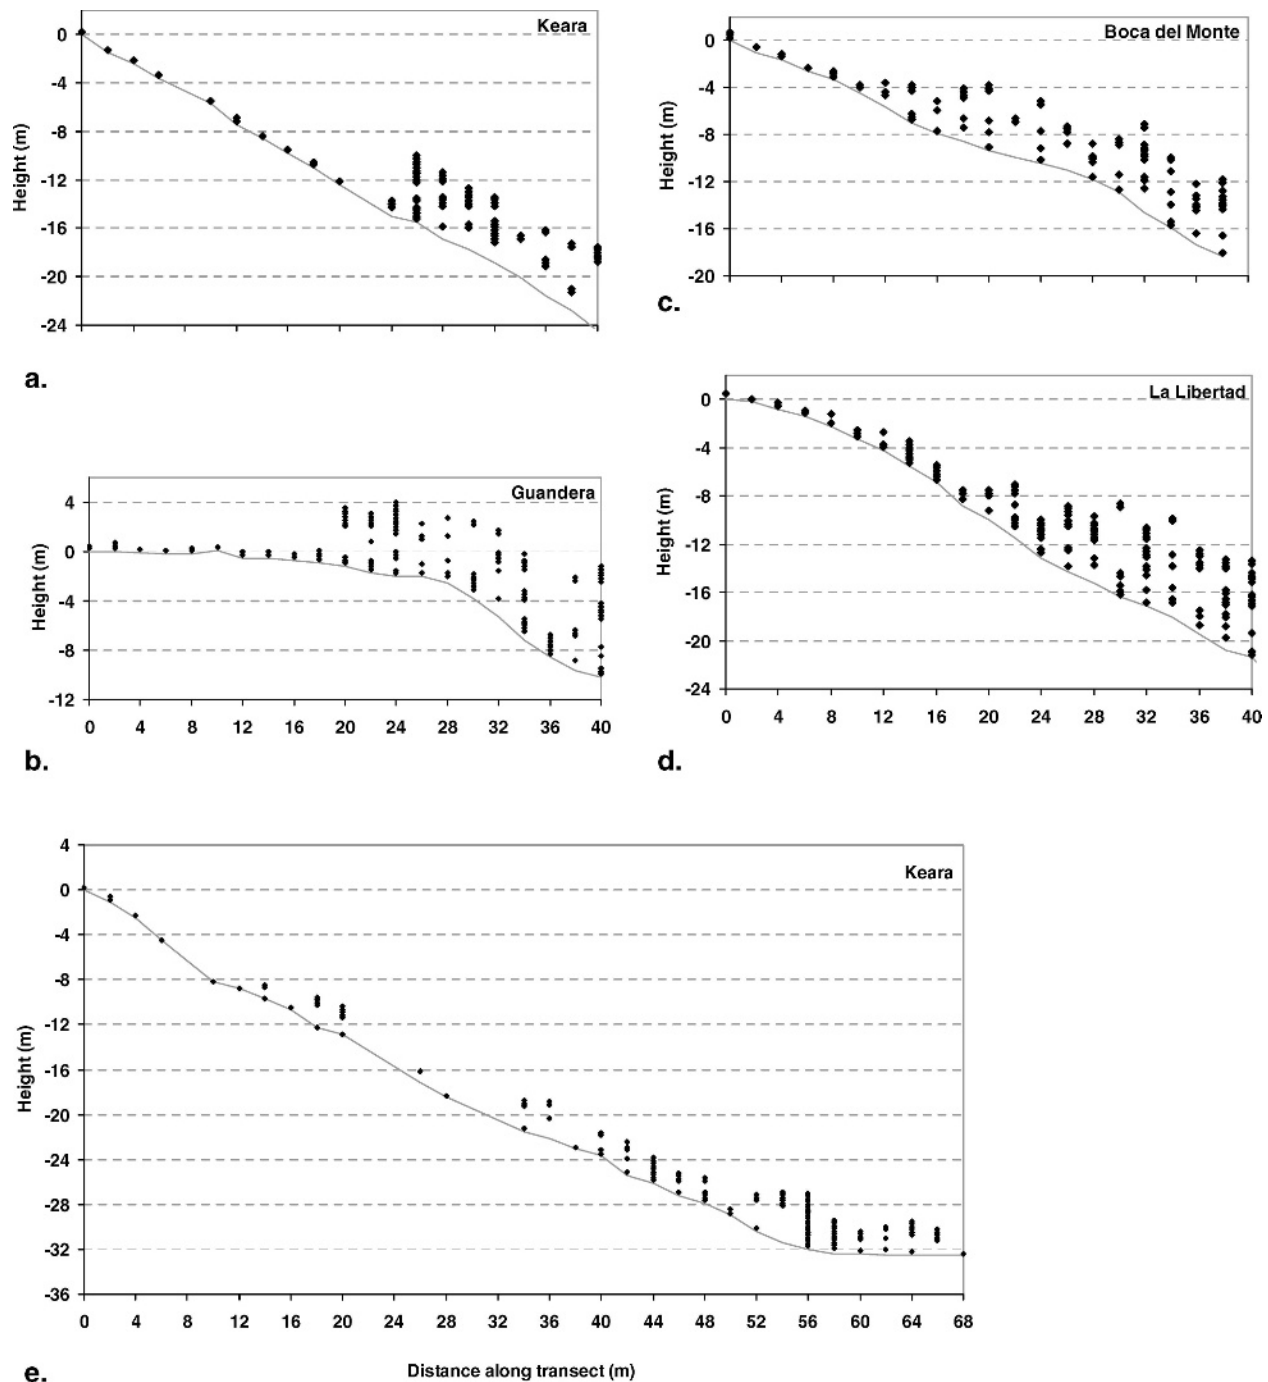 Keara
0
-4
-8
-12
-16
-20
-24
Height (m)
a.
Boca del Monte
0
-4
-8
-12
-16
-20
Height (m)
c.
Guandera
4
0
-4
-8
-12
Height (m)
0 4 8 12 16 20 24 28 32 36 40
b.
La Libertad
0
-4
-8
-12
-16
-20
-24
Height (m)
0 4 8 12 16 20 24 28 32 36 40
d.
Keara
4
0
-4
-8
-12
-16
-20
-24
-28
-32
-36
Height (m)
0 4 8 12 16 20 24 28 32 36 40 44 48 52 56 60 64 68
Distance along transect (m)
e.